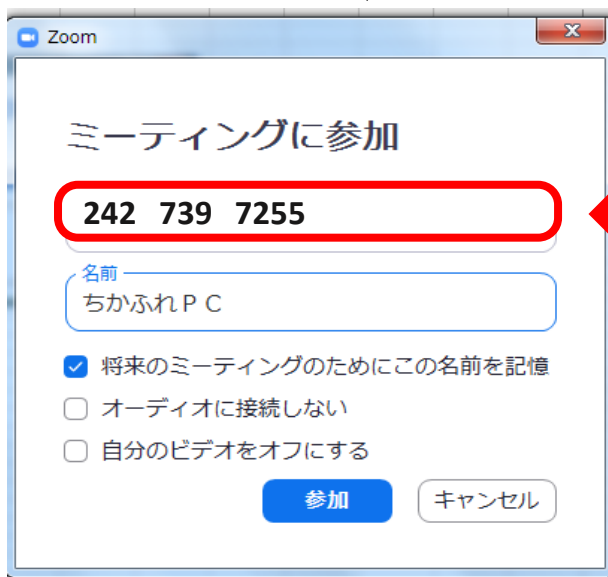 Zoom
ミーティングに参加
242 739 7255
名前
ちかふれＰＣ
将来のミーティングのためにこの名前を記憶
オーディオに接続しない
自分のビデオをオフにする
参加 キャンセル